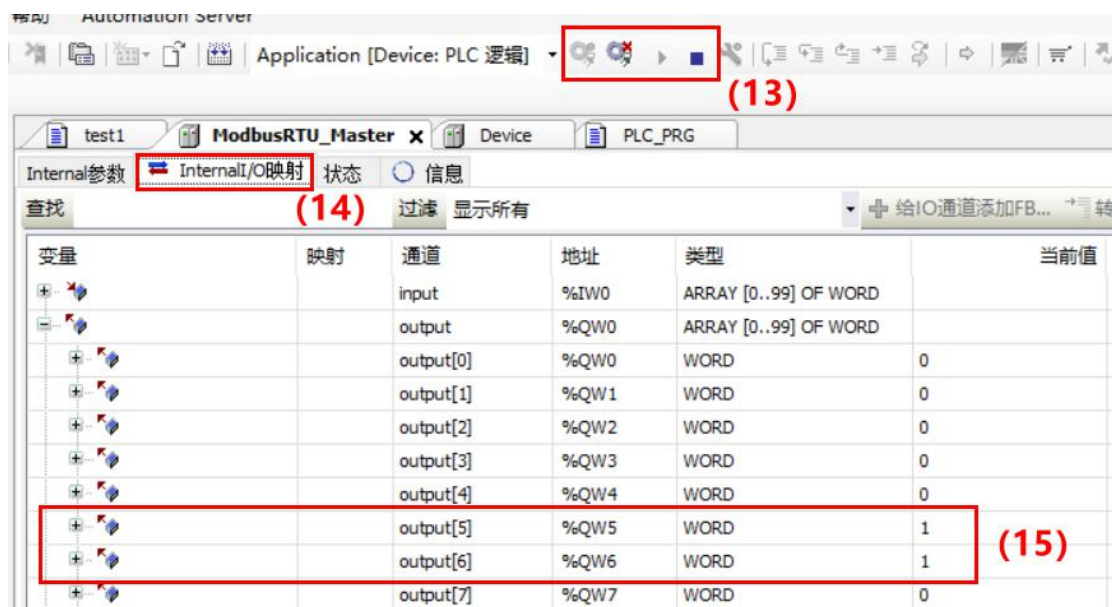 帮助 Automation Server
Application [Device: PLC 逻辑]
(13)
test1 ModbusRTU_Master Device PLC_PRG
Internal参数 InternalI/O映射 状态 信息
(14)
查找 过滤 显示所有 给IO通道添加FB... 转
变量 映射 通道 地址 类型 当前值
input %IW0 ARRAY [0..99] OF WORD
output %QW0 ARRAY [0..99] OF WORD
output[0] %QW0 WORD 0
output[1] %QW1 WORD 0
output[2] %QW2 WORD 0
output[3] %QW3 WORD 0
output[4] %QW4 WORD 0
output[5] %QW5 WORD 1
(15)
output[6] %QW6 WORD 1
output[7] %QW7 WORD 0